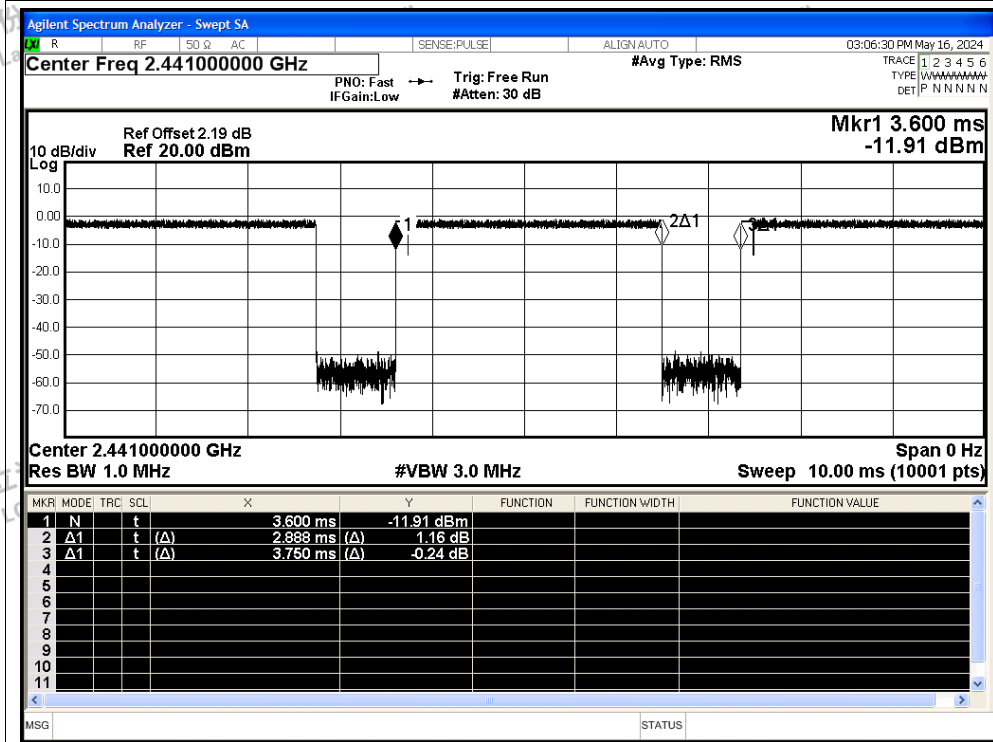 Agilent Spectrum Analyzer - Swept SA
LXI R RF 50 Ω AC SENSE:PULSE ALIGN AUTO 03:06:30 PM May 16, 2024
Center Freq 2.441000000 GHz
PNO: Fast
IFGain:Low
Trig: Free Run
#Atten: 30 dB
#Avg Type: RMS
TRACE 1 2 3 4 5 6
TYPE WWWWWW
DET P N N N N N
Mkr1 3.600 ms
-11.91 dBm
Ref Offset 2.19 dB
10 dB/div Ref 20.00 dBm
Log
10.0
0.00
-10.0
-20.0
-30.0
-40.0
-50.0
-60.0
-70.0
1
2Δ1
3Δ1
Center 2.441000000 GHz Span 0 Hz
Res BW 1.0 MHz #VBW 3.0 MHz Sweep 10.00 ms (10001 pts)
MKR MODE TRC SCL X Y FUNCTION FUNCTION WIDTH FUNCTION VALUE
1 N t 3.600 ms -11.91 dBm
2 Δ1 t (Δ) 2.888 ms (Δ) 1.16 dB
3 Δ1 t (Δ) 3.750 ms (Δ) -0.24 dB
4
5
6
7
8
9
10
11
MSG STATUS